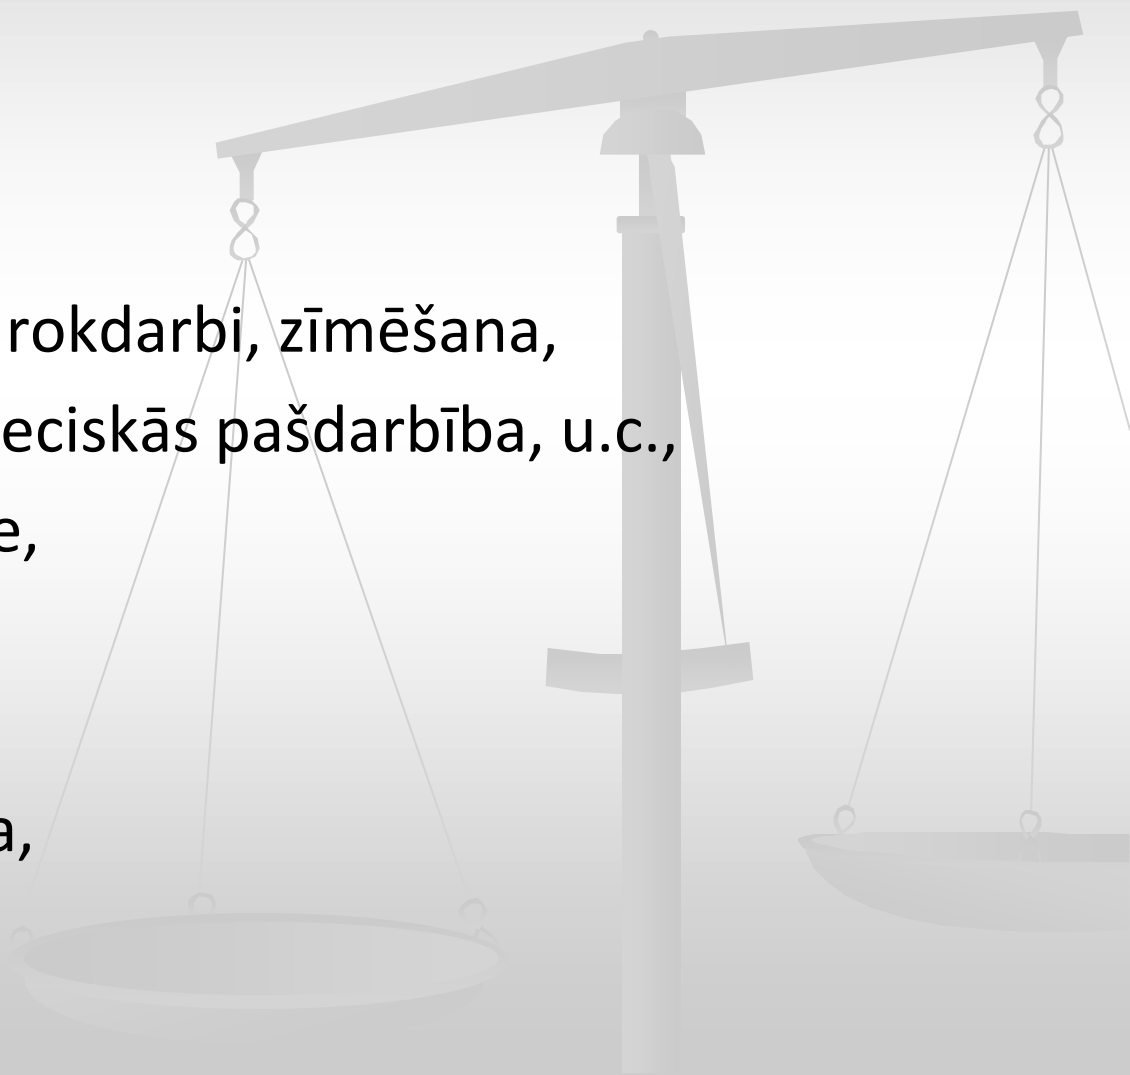 rokdarbi, zīmēšana,
eciskās pašdarbība, u.c.,
e,
a,